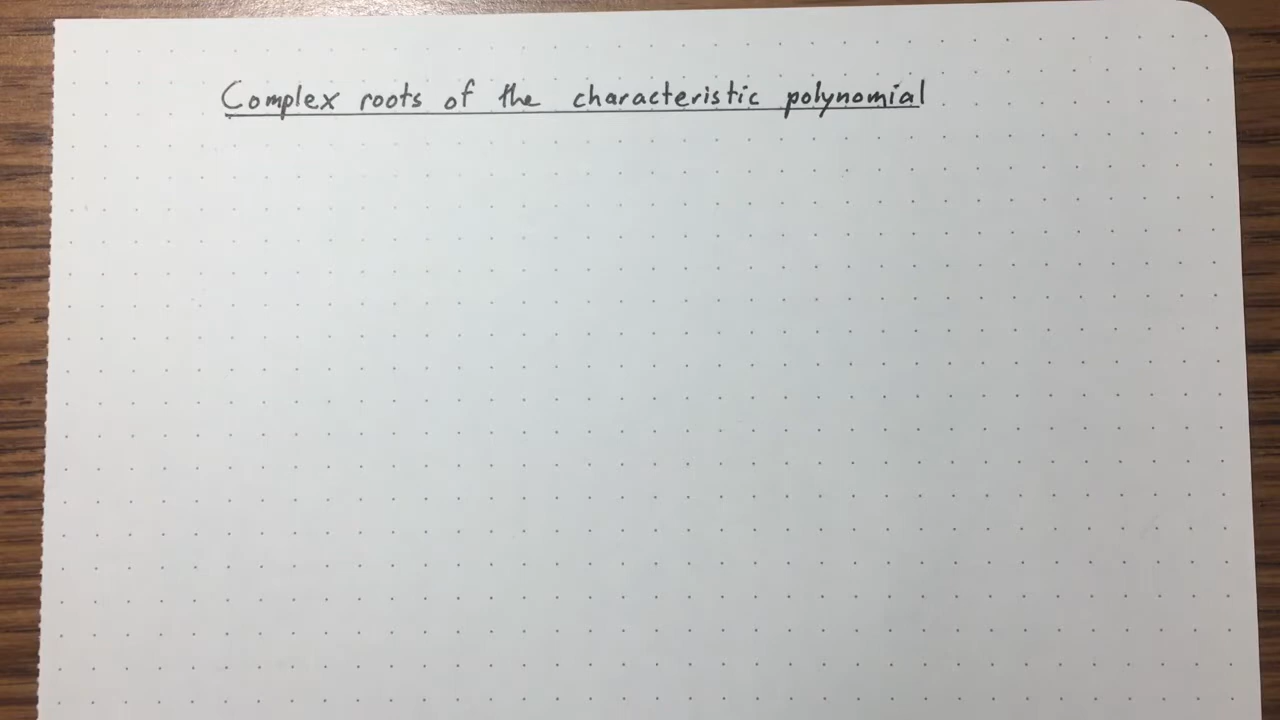 Complex roots of the characteristic polynomial